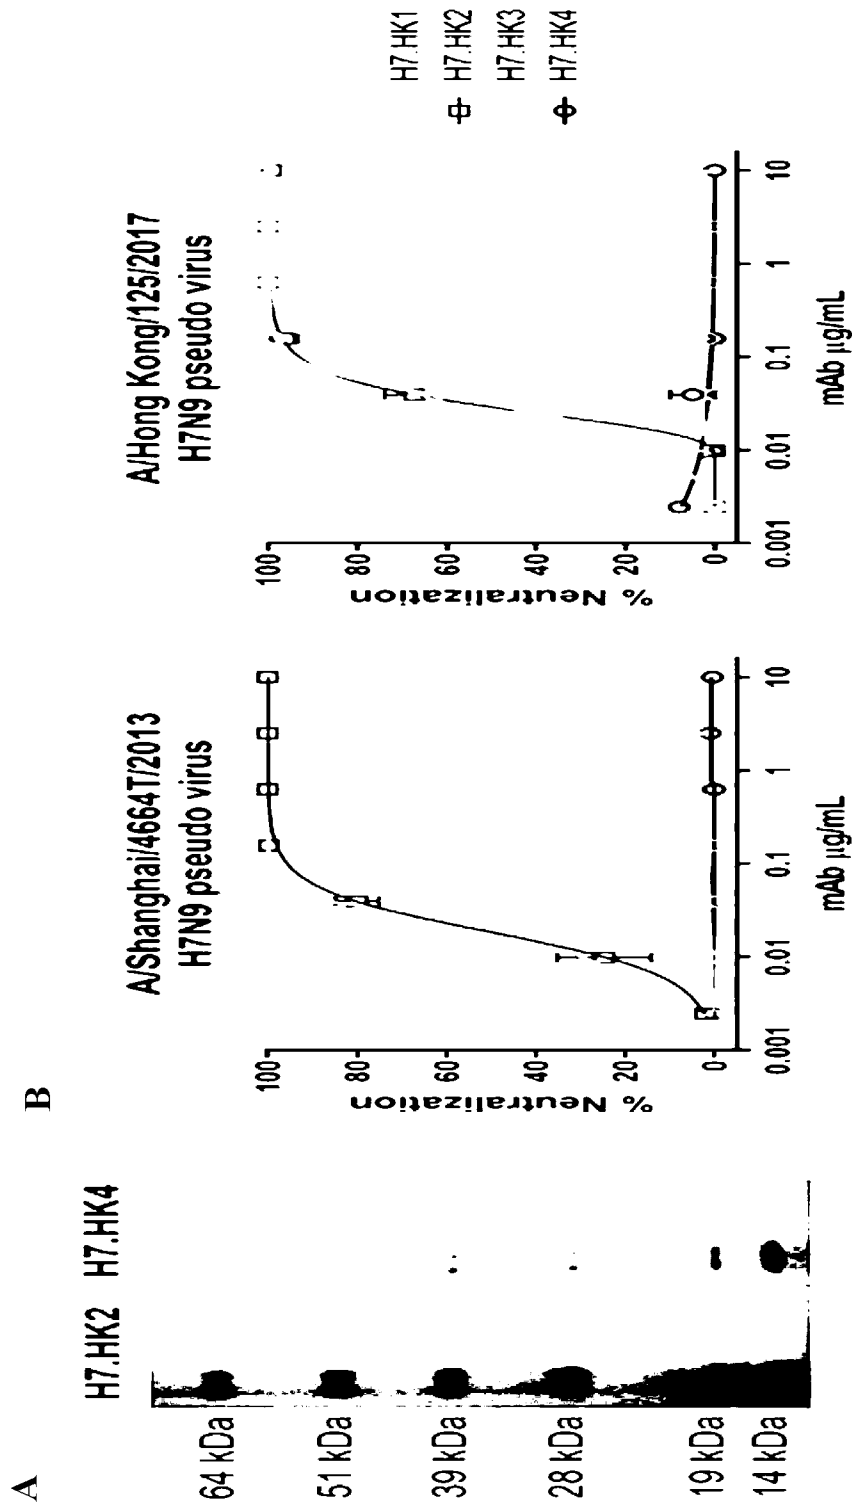 A
H7.HK2 H7.HK4
64 kDa
51 kDa
39 kDa
28 kDa
19 kDa
14 kDa
B
A/Shanghai/4664T/2013
H7N9 pseudo virus
% Neutralization
100
80
60
40
20
0
0.001 0.01 0.1 1 10
mAb µg/mL
A/Hong Kong/125/2017
H7N9 pseudo virus
% Neutralization
100
80
60
40
20
0
0.001 0.01 0.1 1 10
mAb µg/mL
H7.HK1
H7.HK2
H7.HK3
H7.HK4